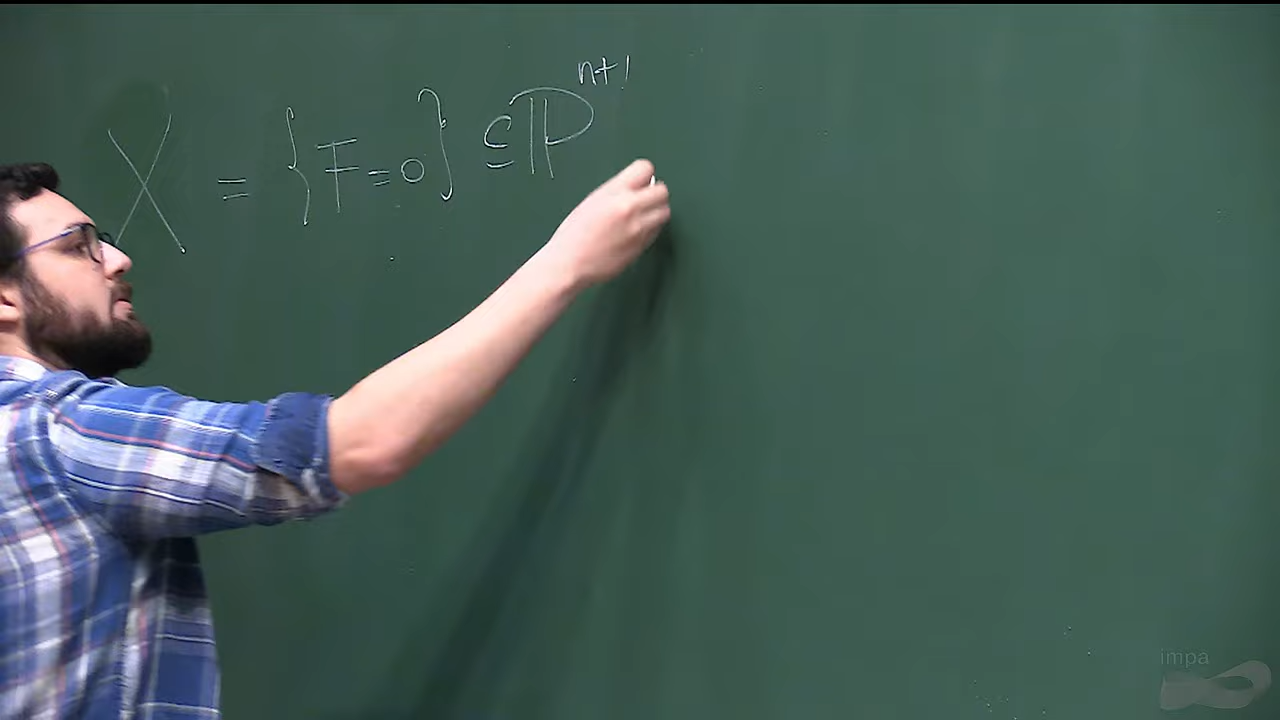 X = {F=0} ⊆ ℙ^{n+1}
impa